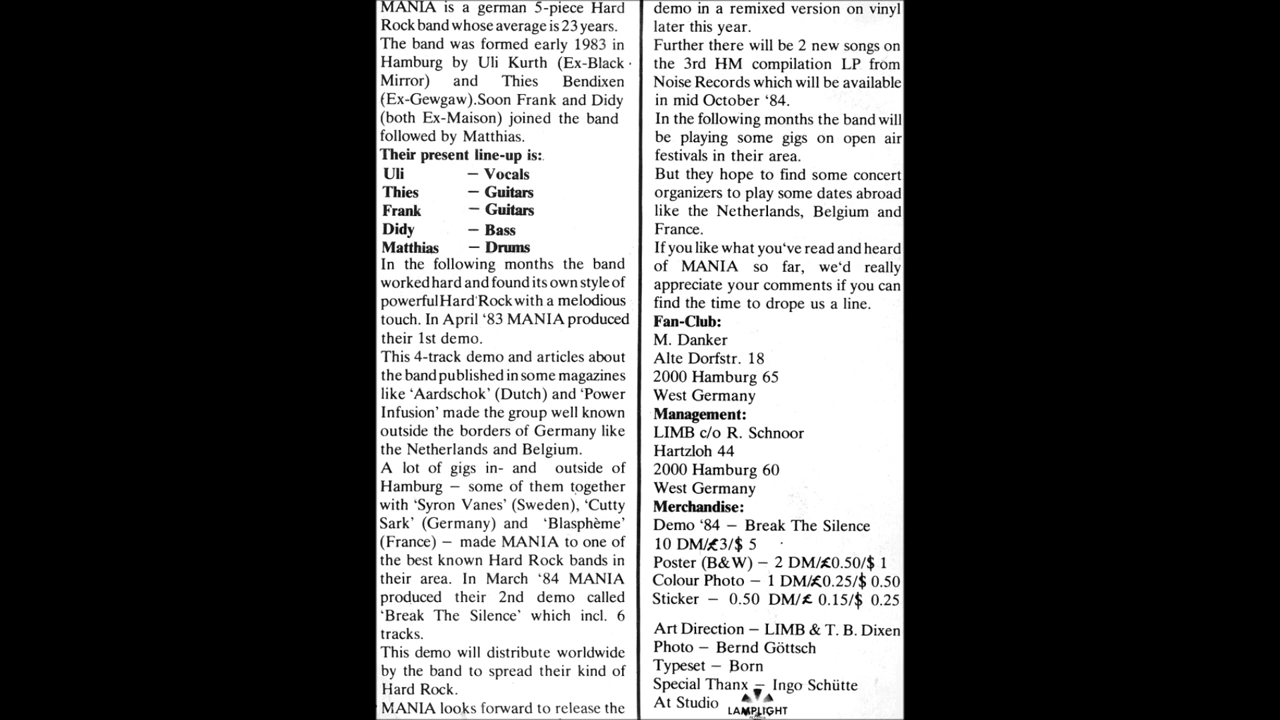 MANIA is a german 5-piece Hard
Rock band whose average is 23 years.
The band was formed early 1983 in
Hamburg by Uli Kurth (Ex-Black
Mirror) and Thies Bendixen
(Ex-Gewgaw).Soon Frank and Didy
(both Ex-Maison) joined the band
followed by Matthias.
Their present line-up is:
Uli – Vocals
Thies – Guitars
Frank – Guitars
Didy – Bass
Matthias – Drums
In the following months the band
worked hard and found its own style of
powerful Hard Rock with a melodious
touch. In April ‘83 MANIA produced
their 1st demo.
This 4-track demo and articles about
the band published in some magazines
like ‘Aardschok’ (Dutch) and ‘Power
Infusion’ made the group well known
outside the borders of Germany like
the Netherlands and Belgium.
A lot of gigs in- and outside of
Hamburg – some of them together
with ‘Syron Vanes’ (Sweden), ‘Cutty
Sark’ (Germany) and ‘Blasphème’
(France) – made MANIA to one of
the best known Hard Rock bands in
their area. In March ‘84 MANIA
produced their 2nd demo called
‘Break The Silence’ which incl. 6
tracks.
This demo will distribute worldwide
by the band to spread their kind of
Hard Rock.
MANIA looks forward to release the
demo in a remixed version on vinyl
later this year.
Further there will be 2 new songs on
the 3rd HM compilation LP from
Noise Records which will be available
in mid October ‘84.
In the following months the band will
be playing some gigs on open air
festivals in their area.
But they hope to find some concert
organizers to play some dates abroad
like the Netherlands, Belgium and
France.
If you like what you‘ve read and heard
of MANIA so far, we‘d really
appreciate your comments if you can
find the time to drope us a line.
Fan-Club:
M. Danker
Alte Dorfstr. 18
2000 Hamburg 65
West Germany
Management:
LIMB c/o R. Schnoor
Hartzloh 44
2000 Hamburg 60
West Germany
Merchandise:
Demo ‘84 – Break The Silence
10 DM/£3/$ 5
Poster (B&W) – 2 DM/£0.50/$ 1
Colour Photo – 1 DM/£0.25/$ 0.50
Sticker – 0.50 DM/£ 0.15/$ 0.25
Art Direction – LIMB & T. B. Dixen
Photo – Bernd Göttsch
Typeset – Born
Special Thanx – Ingo Schütte
At Studio LAMPLIGHT